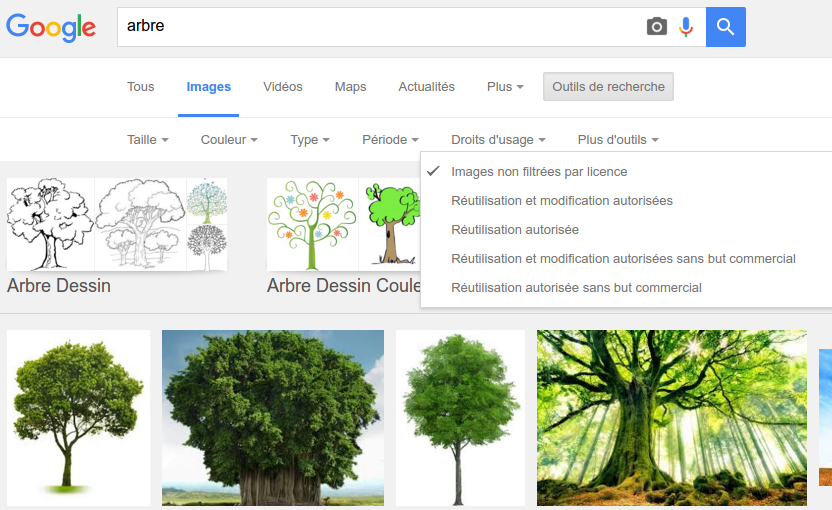 Google
arbre
Tous Images Vidéos Maps Actualités Plus Outils de recherche
Taille Couleur Type Période Droits d'usage Plus d'outils
Images non filtrées par licence
Réutilisation et modification autorisées
Réutilisation autorisée
Réutilisation et modification autorisées sans but commercial
Réutilisation autorisée sans but commercial
Arbre Dessin Arbre Dessin Coule